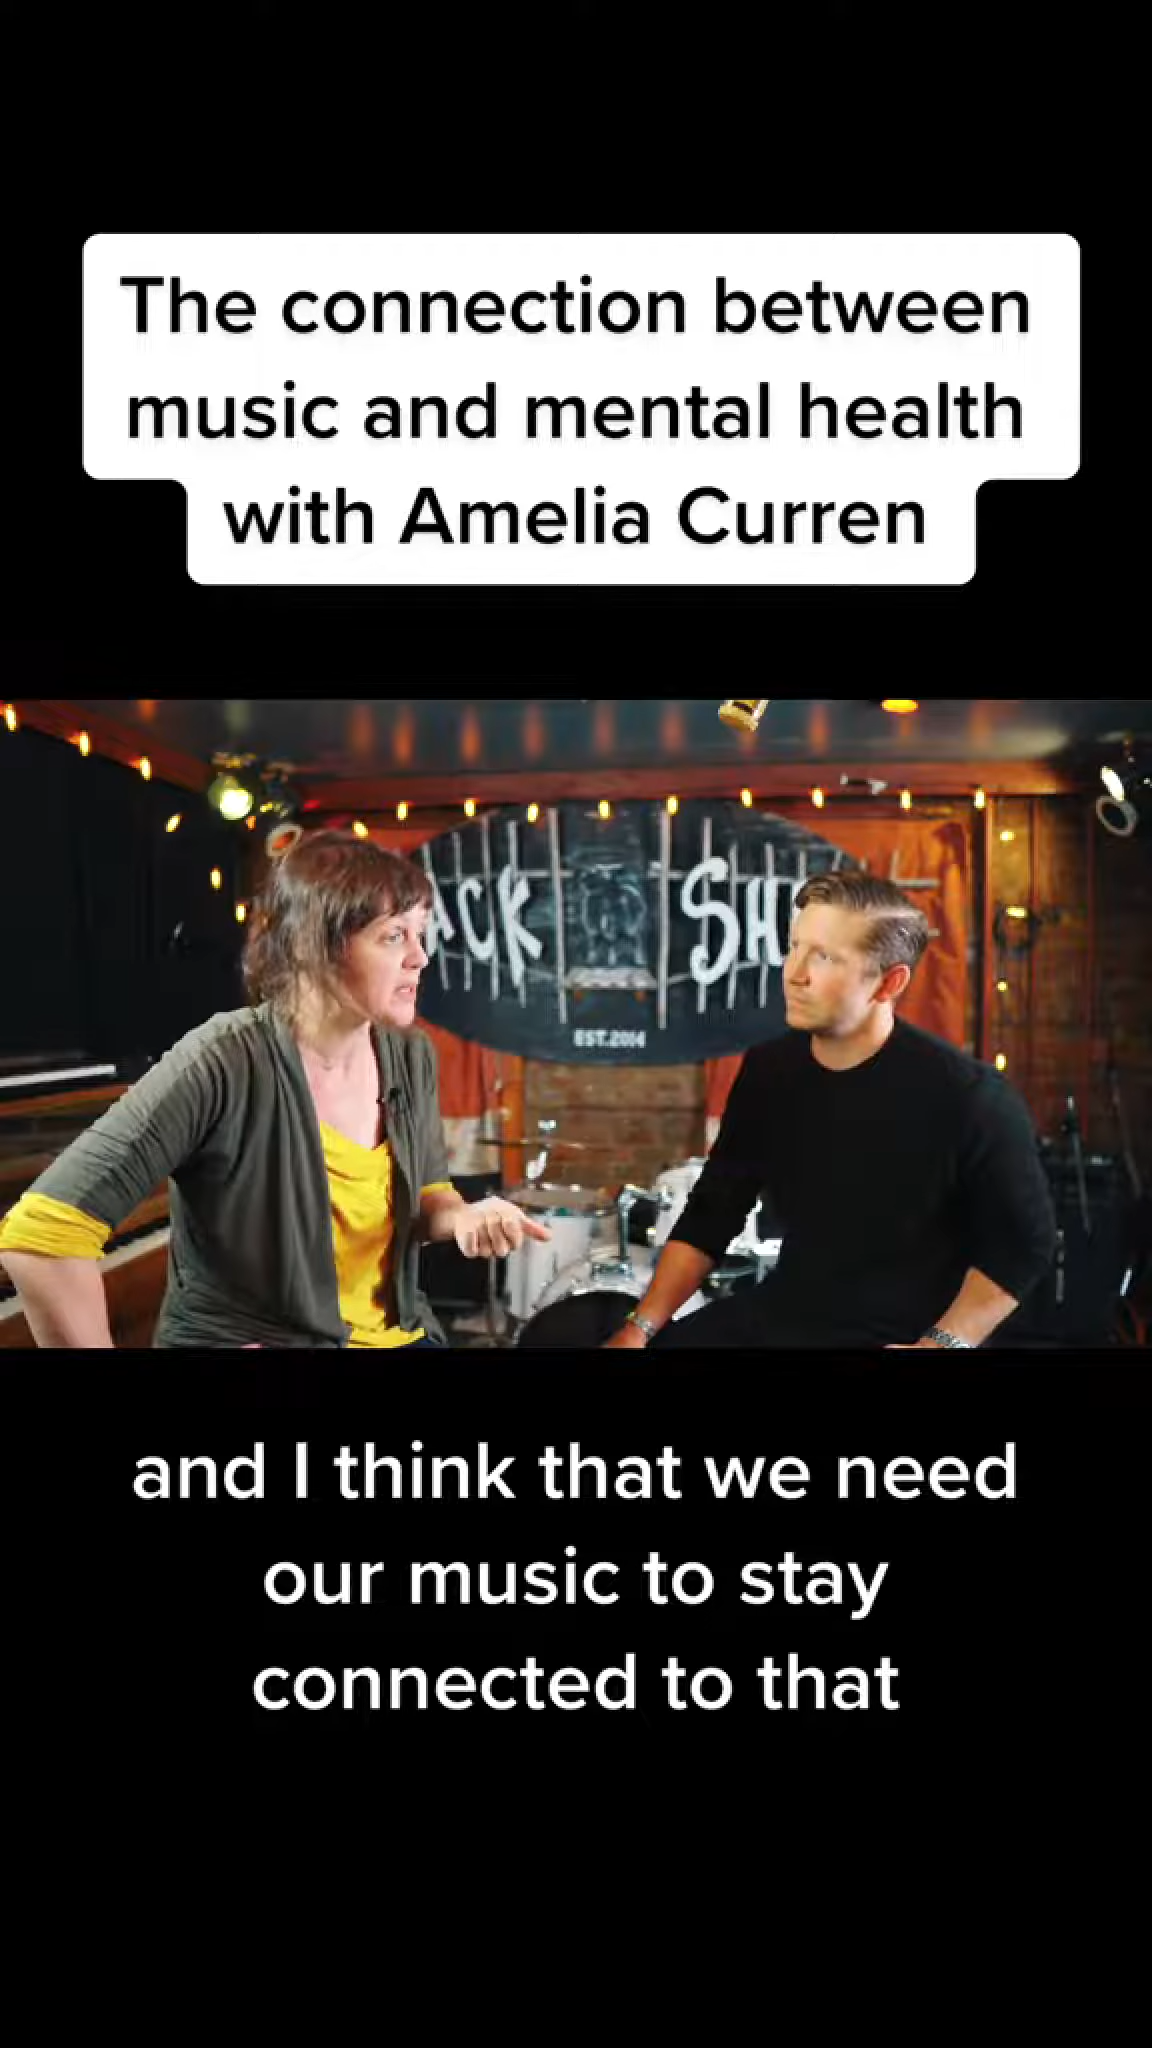 The connection between
music and mental health
with Amelia Curren
EST.2014
and I think that we need
our music to stay
connected to that